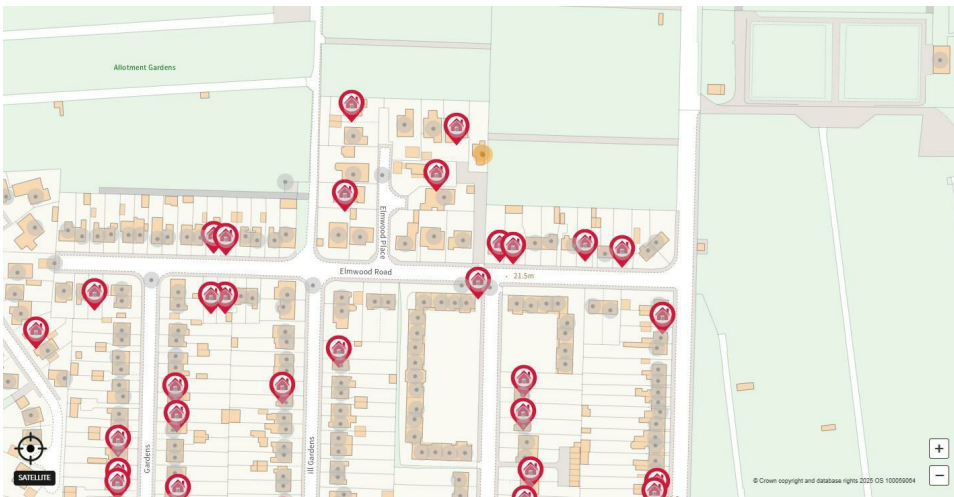 Allotment Gardens
Elmwood Place
Elmwood Road
21.5m
Gardens
ill Gardens
SATELLITE
+
−
© Crown copyright and database rights 2025 OS 100059064